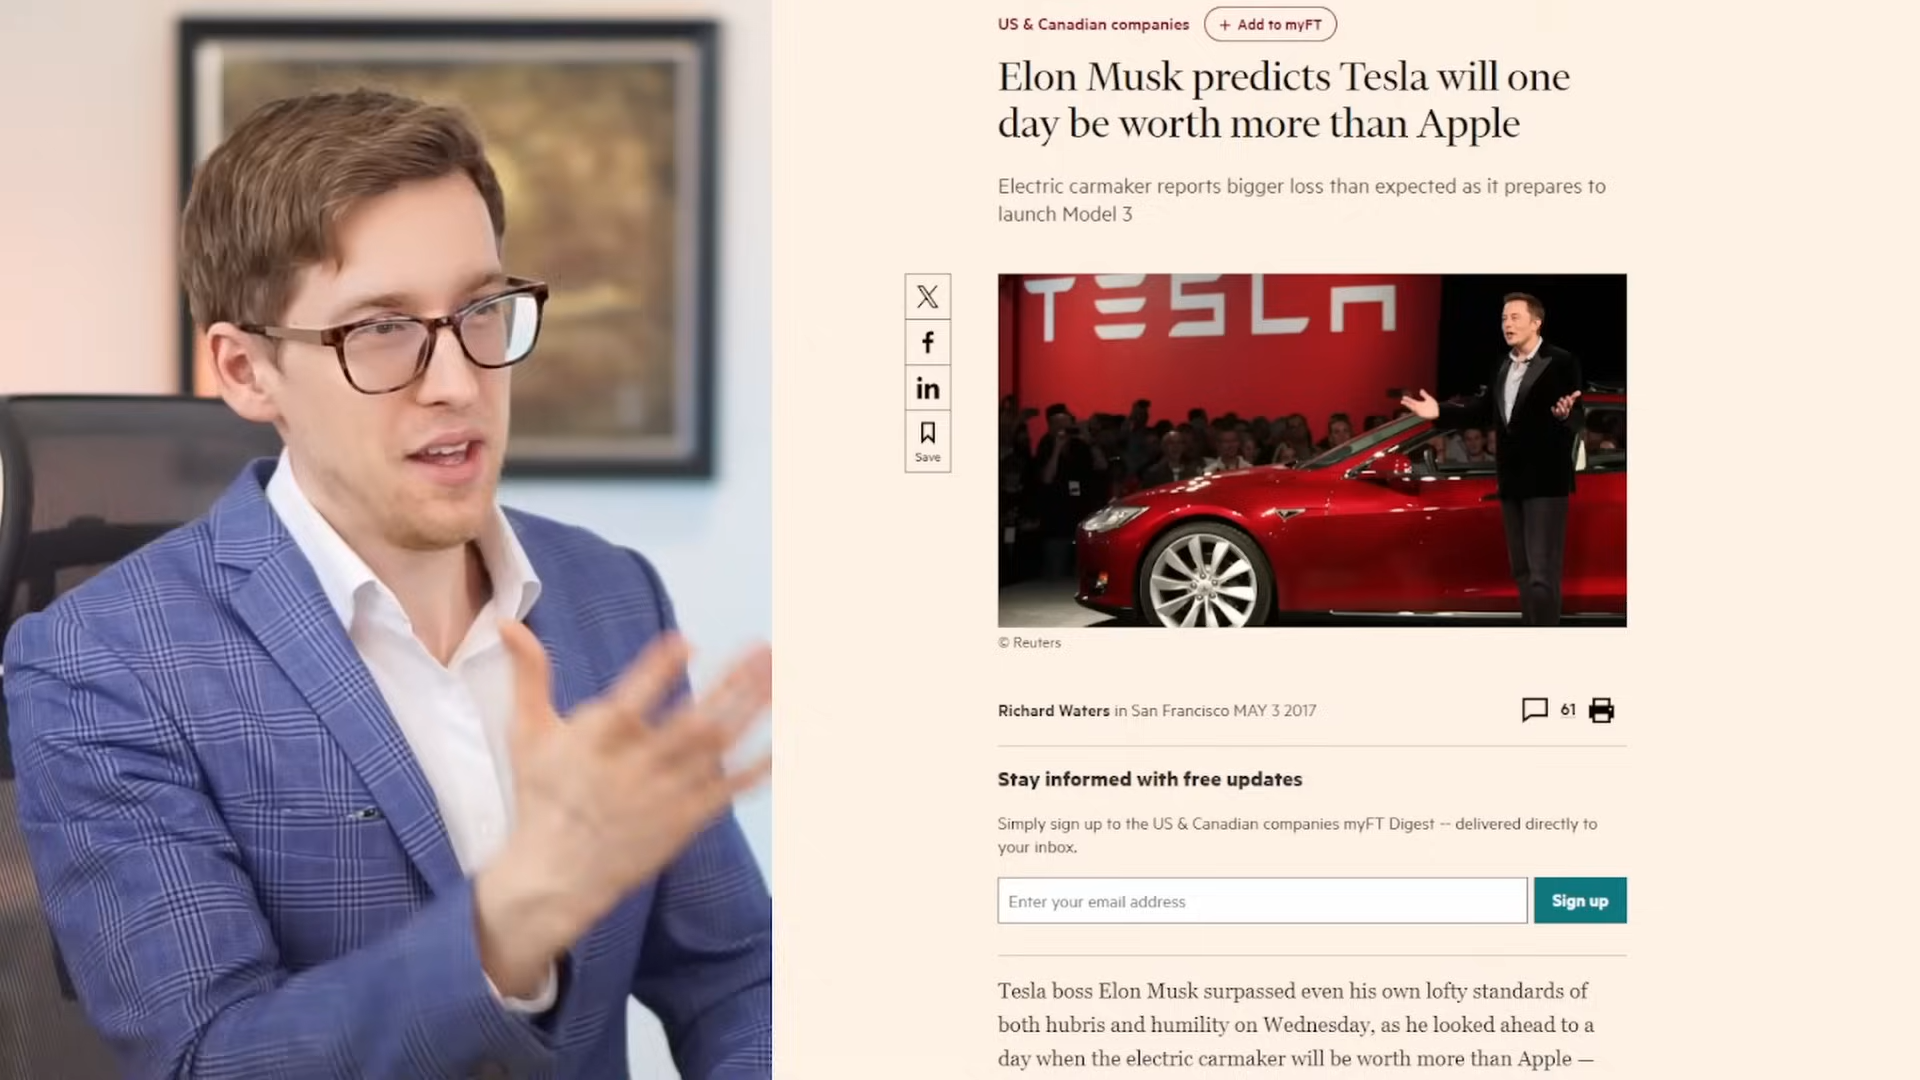 US & Canadian companies
+ Add to myFT
Elon Musk predicts Tesla will one
day be worth more than Apple
Electric carmaker reports bigger loss than expected as it prepares to
launch Model 3
Save
TESLA
© Reuters
Richard Waters in San Francisco MAY 3 2017
61
Stay informed with free updates
Simply sign up to the US & Canadian companies myFT Digest -- delivered directly to
your inbox.
Enter your email address
Sign up
Tesla boss Elon Musk surpassed even his own lofty standards of
both hubris and humility on Wednesday, as he looked ahead to a
day when the electric carmaker will be worth more than Apple —